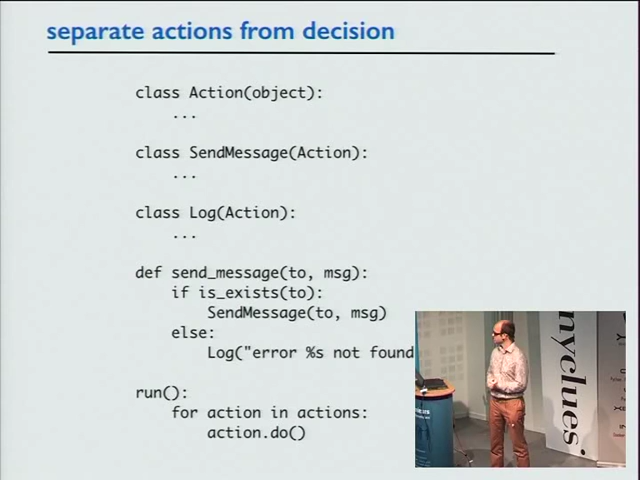 separate actions from decision
class Action(object):
...
class SendMessage(Action):
...
class Log(Action):
...
def send_message(to, msg):
if is_exists(to):
SendMessage(to, msg)
else:
Log("error %s not found
run():
for action in actions:
action.do()
nyclues